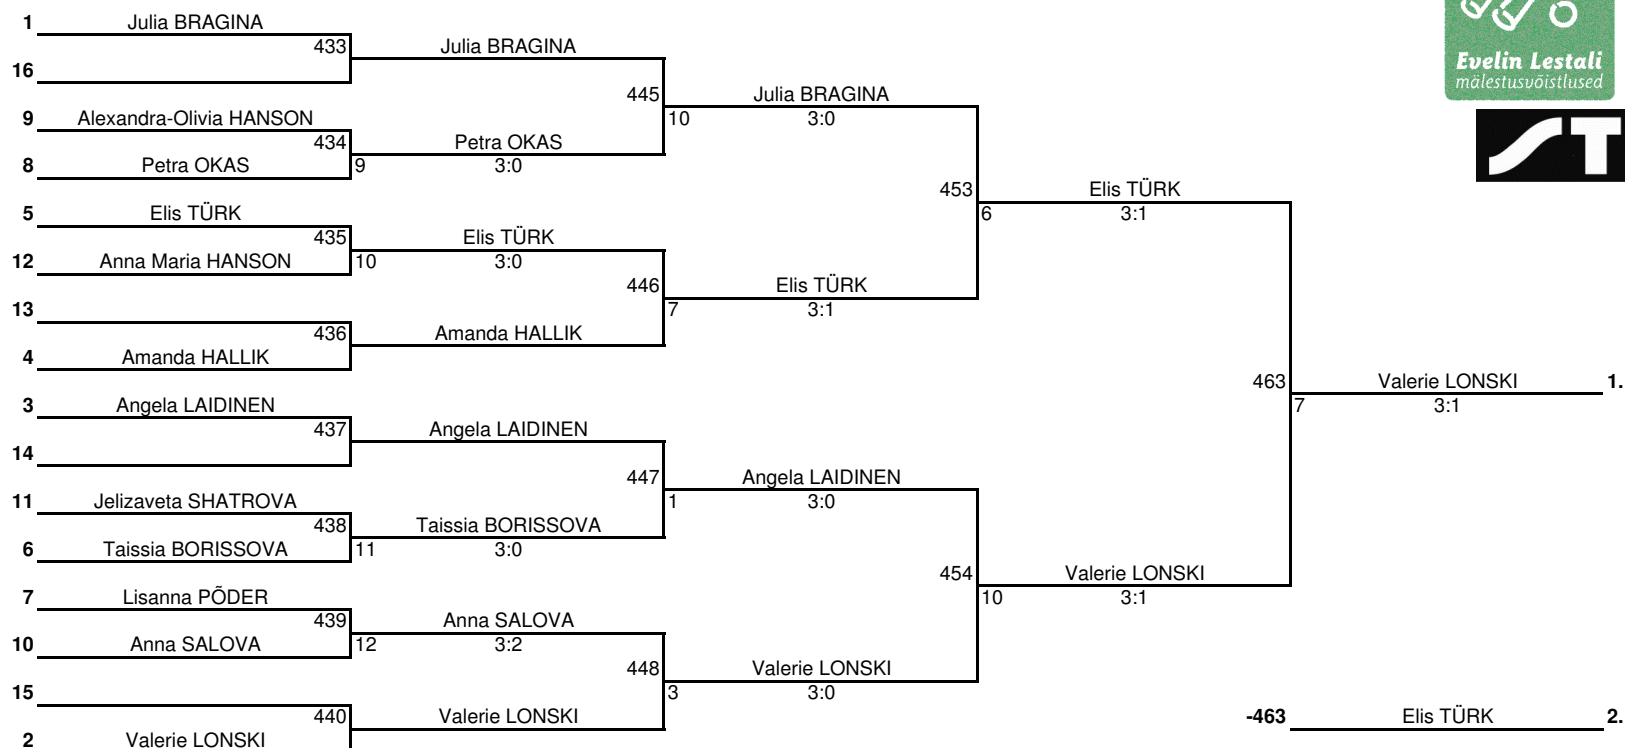 1 Julia BRAGINA
433 Julia BRAGINA
16
445 Julia BRAGINA
9 Alexandra-Olivia HANSON
10 3:0
434 Petra OKAS
8 Petra OKAS
9 3:0
453 Elis TÜRK
6 3:1
5 Elis TÜRK
435 Elis TÜRK
12 Anna Maria HANSON
10 3:0
446 Elis TÜRK
7 3:1
13
436 Amanda HALLIK
4 Amanda HALLIK
463 Valerie LONSKI 1.
7 3:1
3 Angela LAIDINEN
437 Angela LAIDINEN
14
447 Angela LAIDINEN
1 3:0
11 Jelizaveta SHATROVA
438 Taissia BORISSOVA
6 Taissia BORISSOVA
11 3:0
454 Valerie LONSKI
10 3:1
7 Lisanna PÕDER
439 Anna SALOVA
10 Anna SALOVA
12 3:2
448 Valerie LONSKI
3 3:0
15
440 Valerie LONSKI
2 Valerie LONSKI
-463 Elis TÜRK 2.
Evelin Lestali
mälestusvõistlused
ST